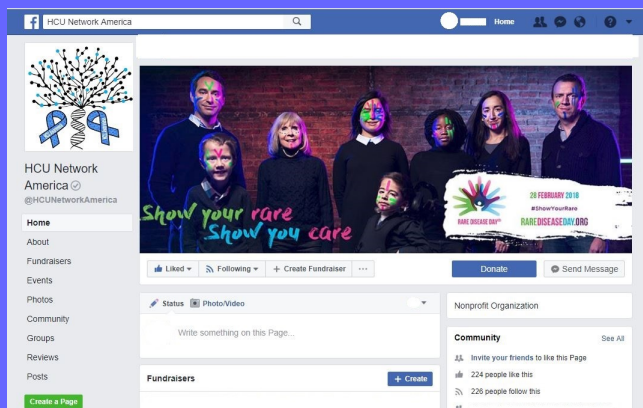 HCU Network America
Home
HCU Network
America
@HCUNetworkAmerica
Home
About
Fundraisers
Events
Photos
Community
Groups
Reviews
Posts
Create a Page
Show your rare
Show you care
RARE DISEASE DAY
28 FEBRUARY 2018
#ShowYourRare
RAREDISEASEDAY.ORG
Liked
Following
+ Create Fundraiser
Donate
Send Message
Status
Photo/Video
Write something on this Page...
Fundraisers
+ Create
Nonprofit Organization
Community
See All
Invite your friends to like this Page
224 people like this
226 people follow this